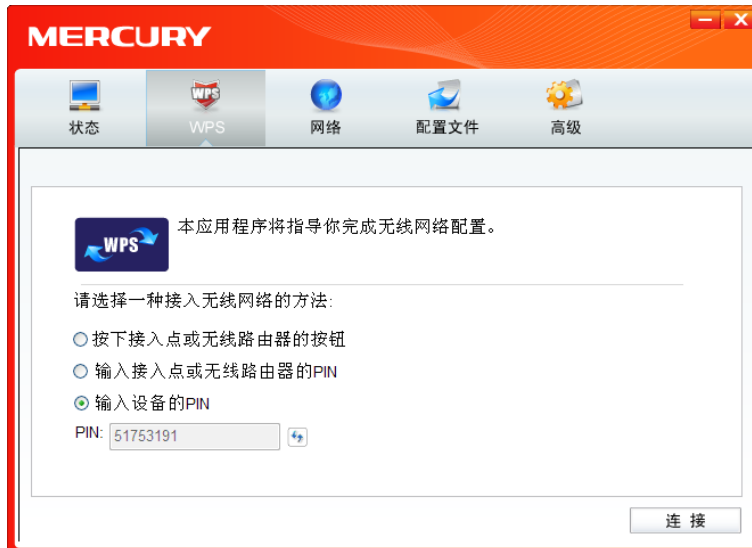 MERCURY
状态
WPS
WPS
网络
配置文件
高级
WPS
本应用程序将指导你完成无线网络配置。
请选择一种接入无线网络的方法:
按下接入点或无线路由器的按钮
输入接入点或无线路由器的PIN
输入设备的PIN
PIN: 51753191
连 接